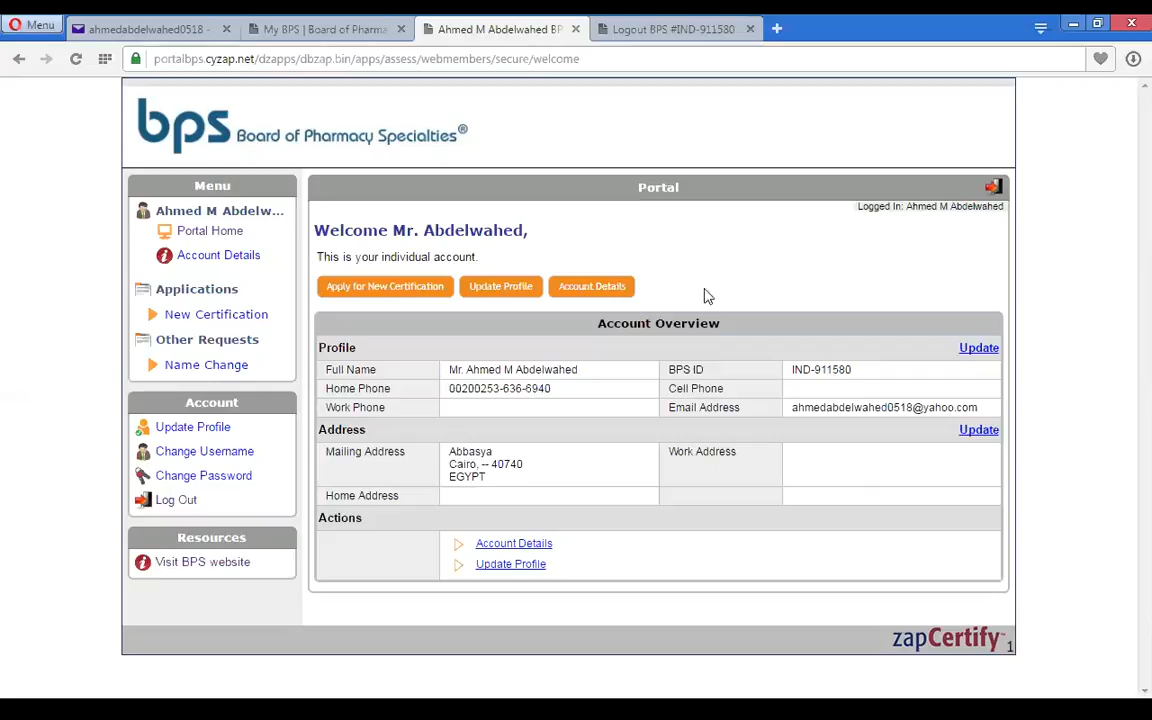 Menu
ahmedabdelwahed0518 -
My BPS | Board of Pharma
Ahmed M Abdelwahed BP
Logout BPS #IND-911580
portalbps.cyzap.net/dzapps/dbzap.bin/apps/assess/webmembers/secure/welcome
bps Board of Pharmacy Specialties®
Menu
Ahmed M Abdelw...
Portal Home
Account Details
Applications
New Certification
Other Requests
Name Change
Account
Update Profile
Change Username
Change Password
Log Out
Resources
Visit BPS website
Portal
Logged In: Ahmed M Abdelwahed
Welcome Mr. Abdelwahed,
This is your individual account.
Apply for New Certification Update Profile Account Details
Account Overview
Profile Update
Full Name Mr. Ahmed M Abdelwahed BPS ID IND-911580
Home Phone 00200253-636-6940 Cell Phone
Work Phone Email Address ahmedabdelwahed0518@yahoo.com
Address Update
Mailing Address Abbasya Work Address
Cairo, -- 40740
EGYPT
Home Address
Actions
Account Details
Update Profile
zapCertify™ 1